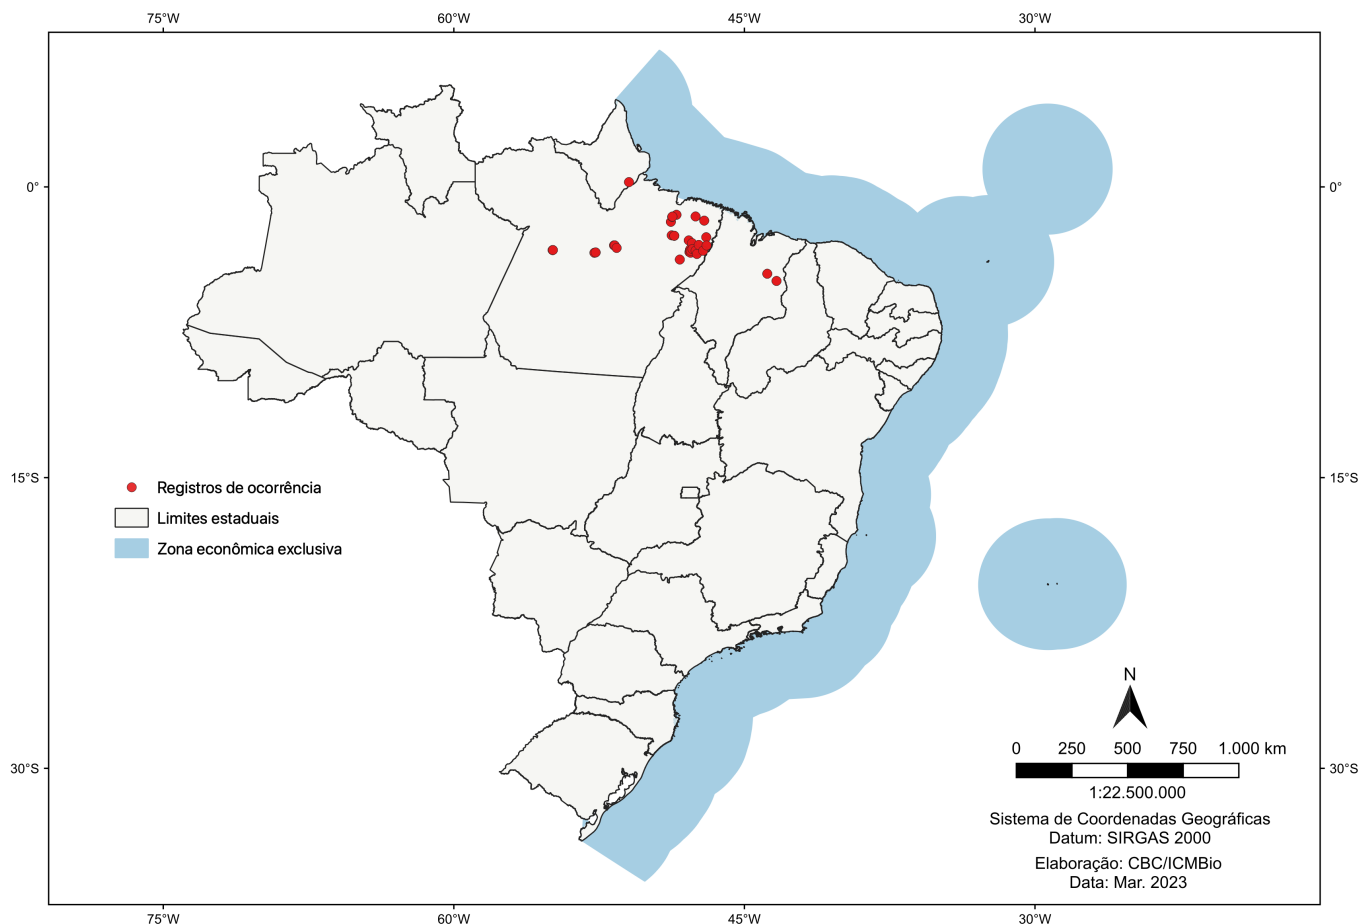 75°W 60°W 45°W 30°W
0° 0°
15°S 15°S
Registros de ocorrência
Limites estaduais
Zona econômica exclusiva
N
0 250 500 750 1.000 km
30°S 30°S
1:22.500.000
Sistema de Coordenadas Geográficas
Datum: SIRGAS 2000
Elaboração: CBC/ICMBio
Data: Mar. 2023
75°W 60°W 45°W 30°W